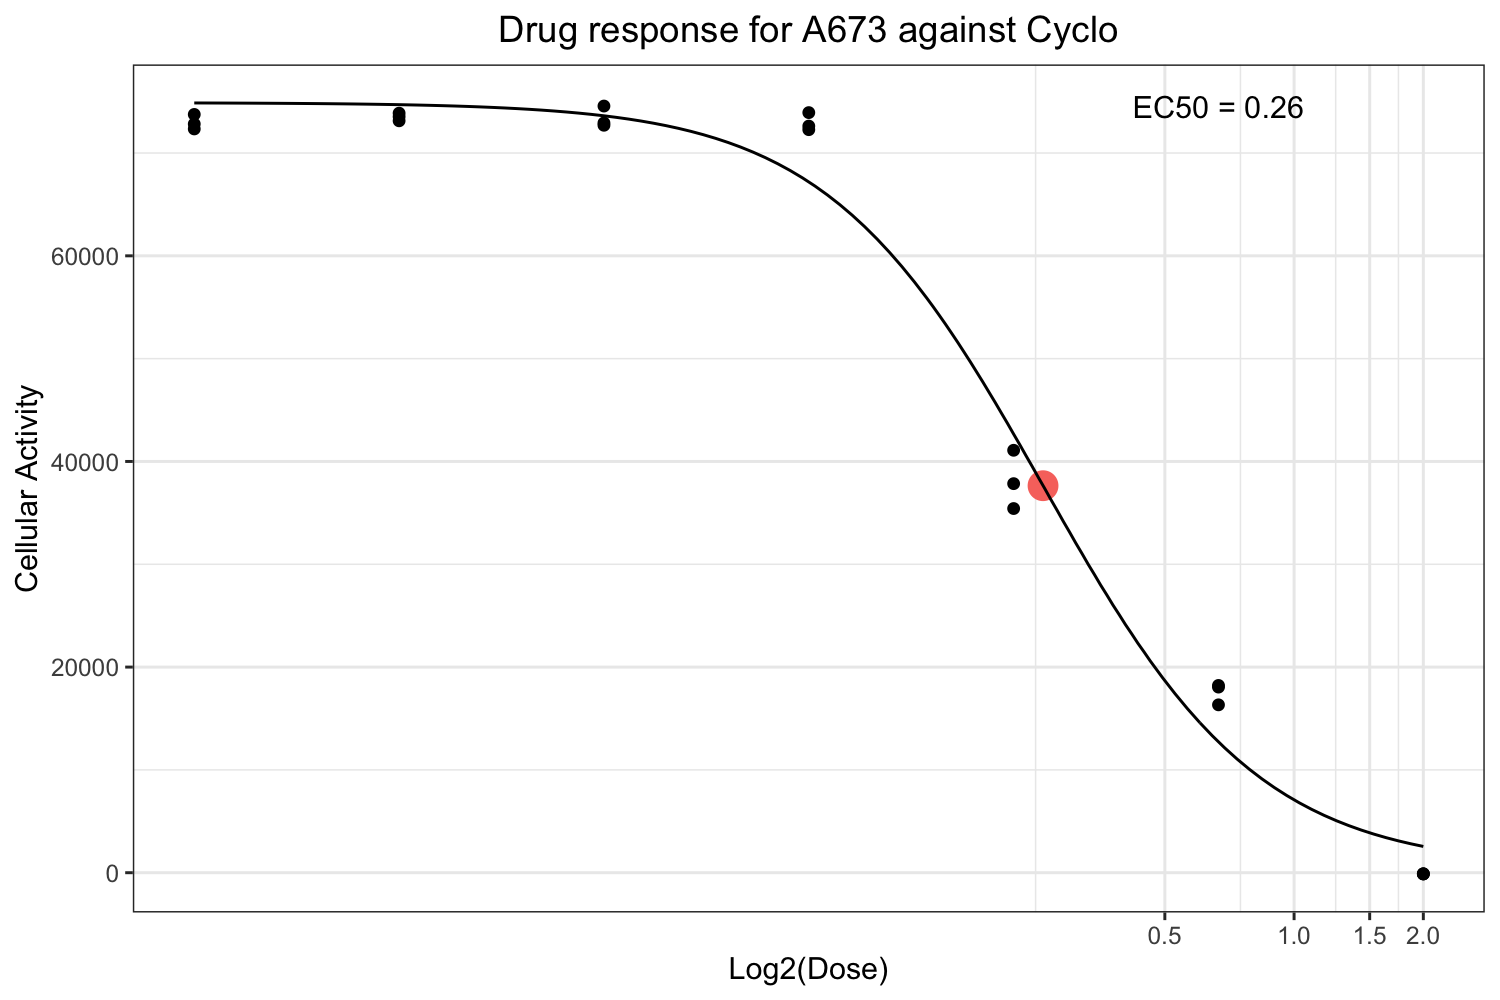 Drug response for A673 against Cyclo
EC50 = 0.26
60000
40000
20000
0
Cellular Activity
0.5 1.0 1.5 2.0
Log2(Dose)